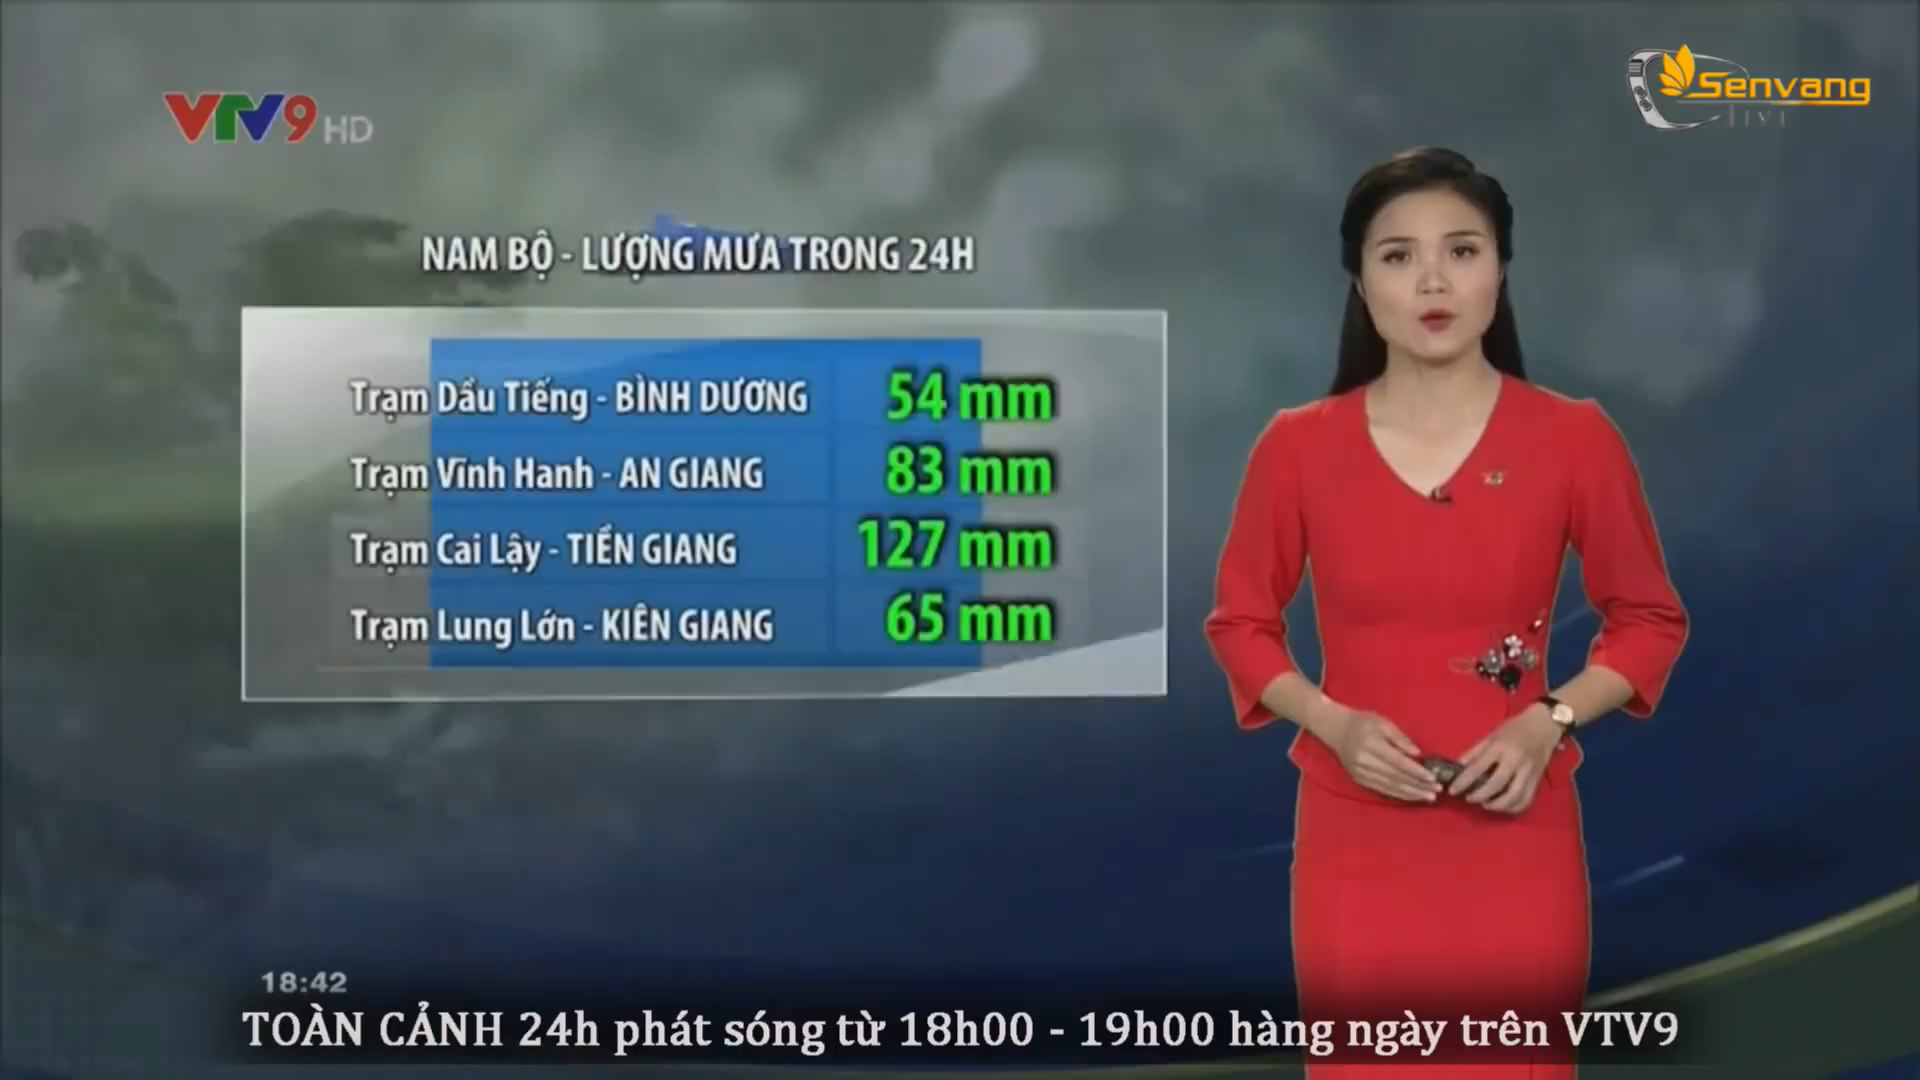 VTV9 HD
Senvang
LIVE
NAM BỘ - LƯỢNG MƯA TRONG 24H
Trạm Dầu Tiếng - BÌNH DƯƠNG 54 mm
Trạm Vĩnh Hanh - AN GIANG 83 mm
Trạm Cai Lậy - TIỀN GIANG 127 mm
Trạm Lung Lớn - KIÊN GIANG 65 mm
18:42
TOÀN CẢNH 24h phát sóng từ 18h00 - 19h00 hàng ngày trên VTV9